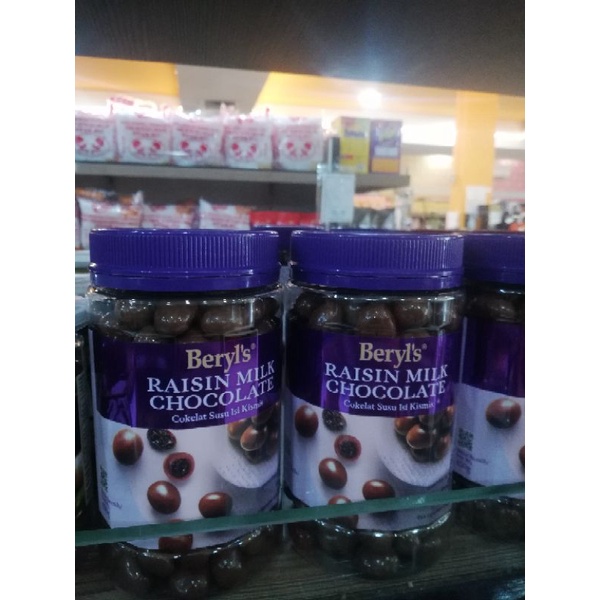 Beryl's®
RAISIN MILK
CHOCOLATE
Cokelat Susu Isi Kismis
Beryl's®
RAISIN MILK
CHOCOLATE
Cokelat Susu Isi Kismis